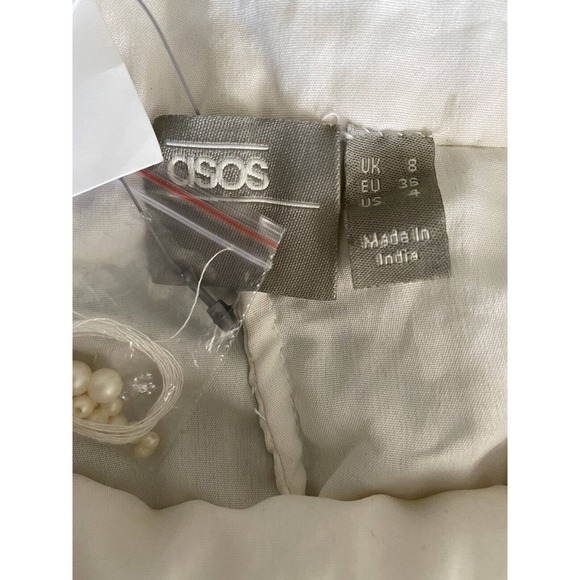 asos
UK 8
EU 36
US 4
Made In
India